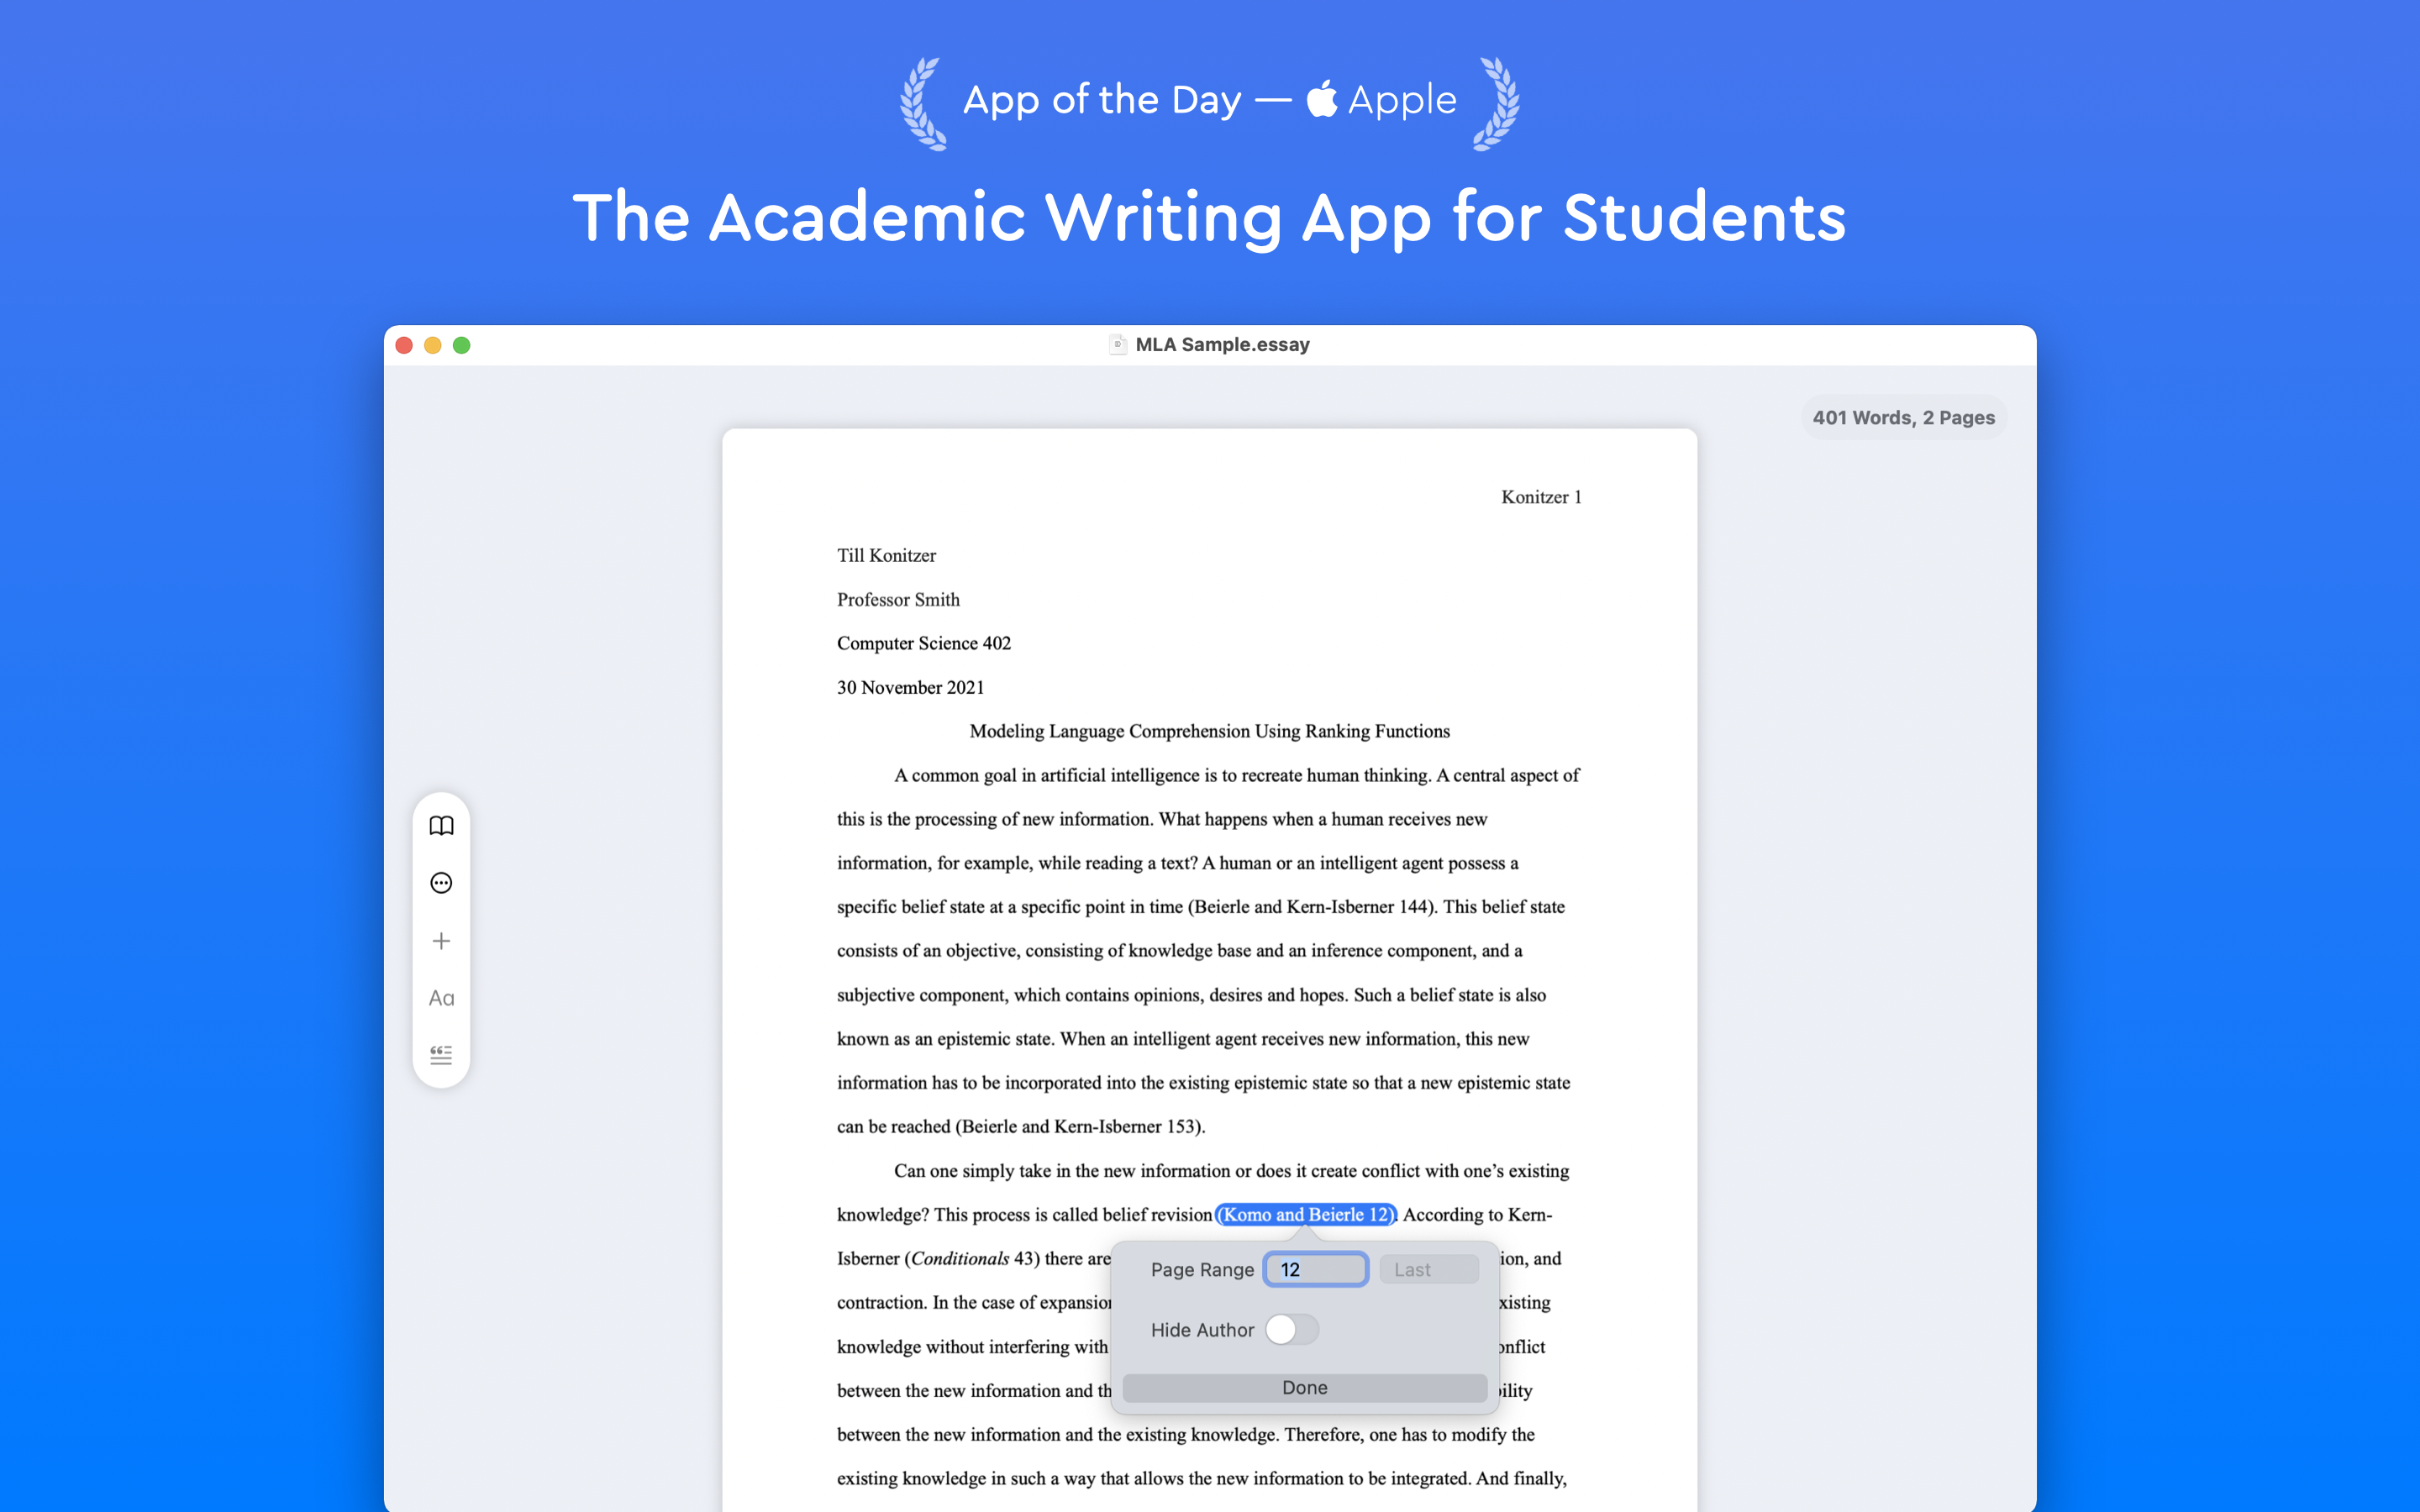 App of the Day — Apple
The Academic Writing App for Students
MLA Sample.essay
401 Words, 2 Pages
Konitzer 1
Till Konitzer
Professor Smith
Computer Science 402
30 November 2021
Modeling Language Comprehension Using Ranking Functions
A common goal in artificial intelligence is to recreate human thinking. A central aspect of
this is the processing of new information. What happens when a human receives new
information, for example, while reading a text? A human or an intelligent agent possess a
specific belief state at a specific point in time (Beierle and Kern-Isberner 144). This belief state
consists of an objective, consisting of knowledge base and an inference component, and a
subjective component, which contains opinions, desires and hopes. Such a belief state is also
known as an epistemic state. When an intelligent agent receives new information, this new
information has to be incorporated into the existing epistemic state so that a new epistemic state
can be reached (Beierle and Kern-Isberner 153).
Can one simply take in the new information or does it create conflict with one’s existing
knowledge? This process is called belief revision (Komo and Beierle 12). According to Kern-
Isberner (Conditionals 43) there are ion, and
contraction. In the case of expansion xisting
knowledge without interfering with onflict
between the new information and th bility
between the new information and the existing knowledge. Therefore, one has to modify the
existing knowledge in such a way that allows the new information to be integrated. And finally,
Page Range 12 Last
Hide Author
Done
Aa